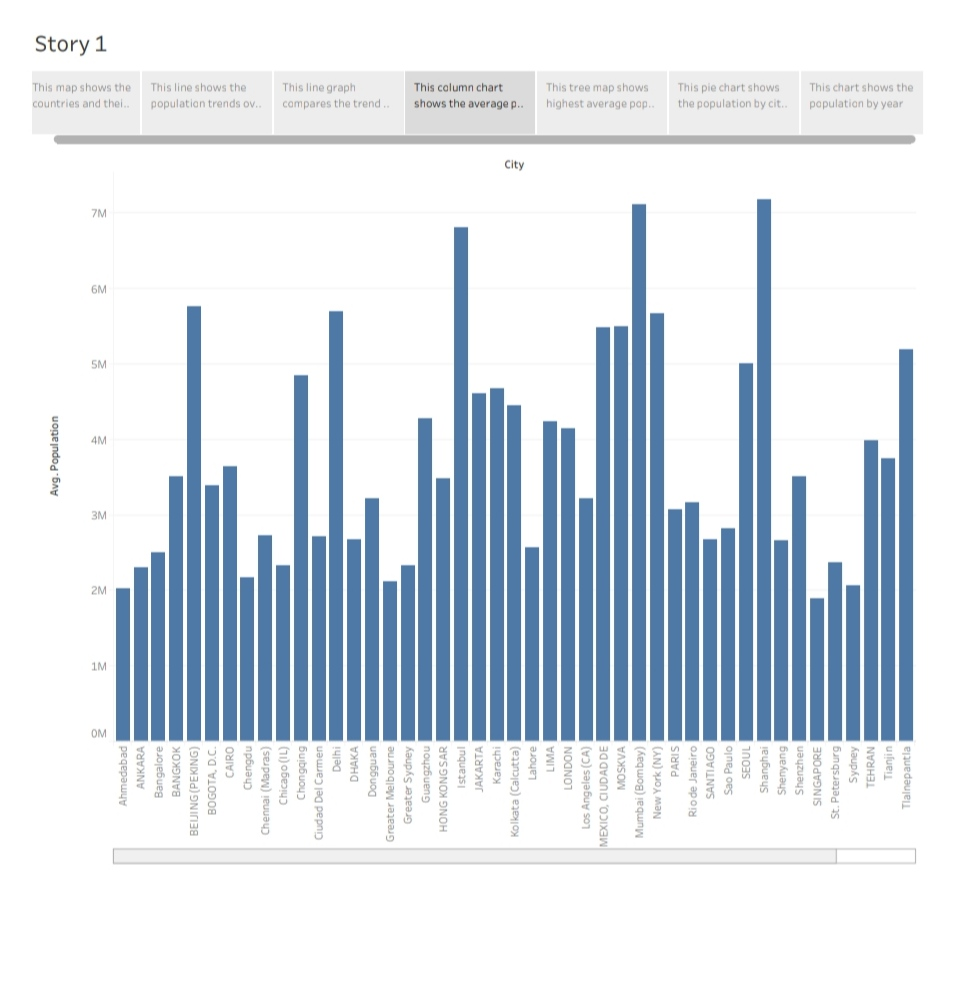 Story 1
This map shows the
countries and thei..
This line shows the
population trends ov..
This line graph
compares the trend ..
This column chart
shows the average p..
This tree map shows
highest average pop..
This pie chart shows
the population by cit..
This chart shows the
population by year
City
7M
6M
5M
4M
3M
2M
1M
0M
Avg. Population
Ahmedabad
ANKARA
Bangalore
BANGKOK
BEIJING (PEKING)
BOGOTA, D.C.
CAIRO
Chengdu
Chennai (Madras)
Chicago (IL)
Chongqing
Ciudad Del Carmen
Delhi
DHAKA
Dongguan
Greater Melbourne
Greater Sydney
Guangzhou
HONG KONG SAR
Istanbul
JAKARTA
Karachi
Kolkata (Calcutta)
Lahore
LIMA
LONDON
Los Angeles (CA)
MEXICO, CIUDAD DE
MOSKVA
Mumbai (Bombay)
New York (NY)
PARIS
Rio de Janeiro
SANTIAGO
Sao Paulo
SEOUL
Shanghai
Shenyang
Shenzhen
SINGAPORE
St. Petersburg
Sydney
TEHRAN
Tianjin
Tlalnepantla